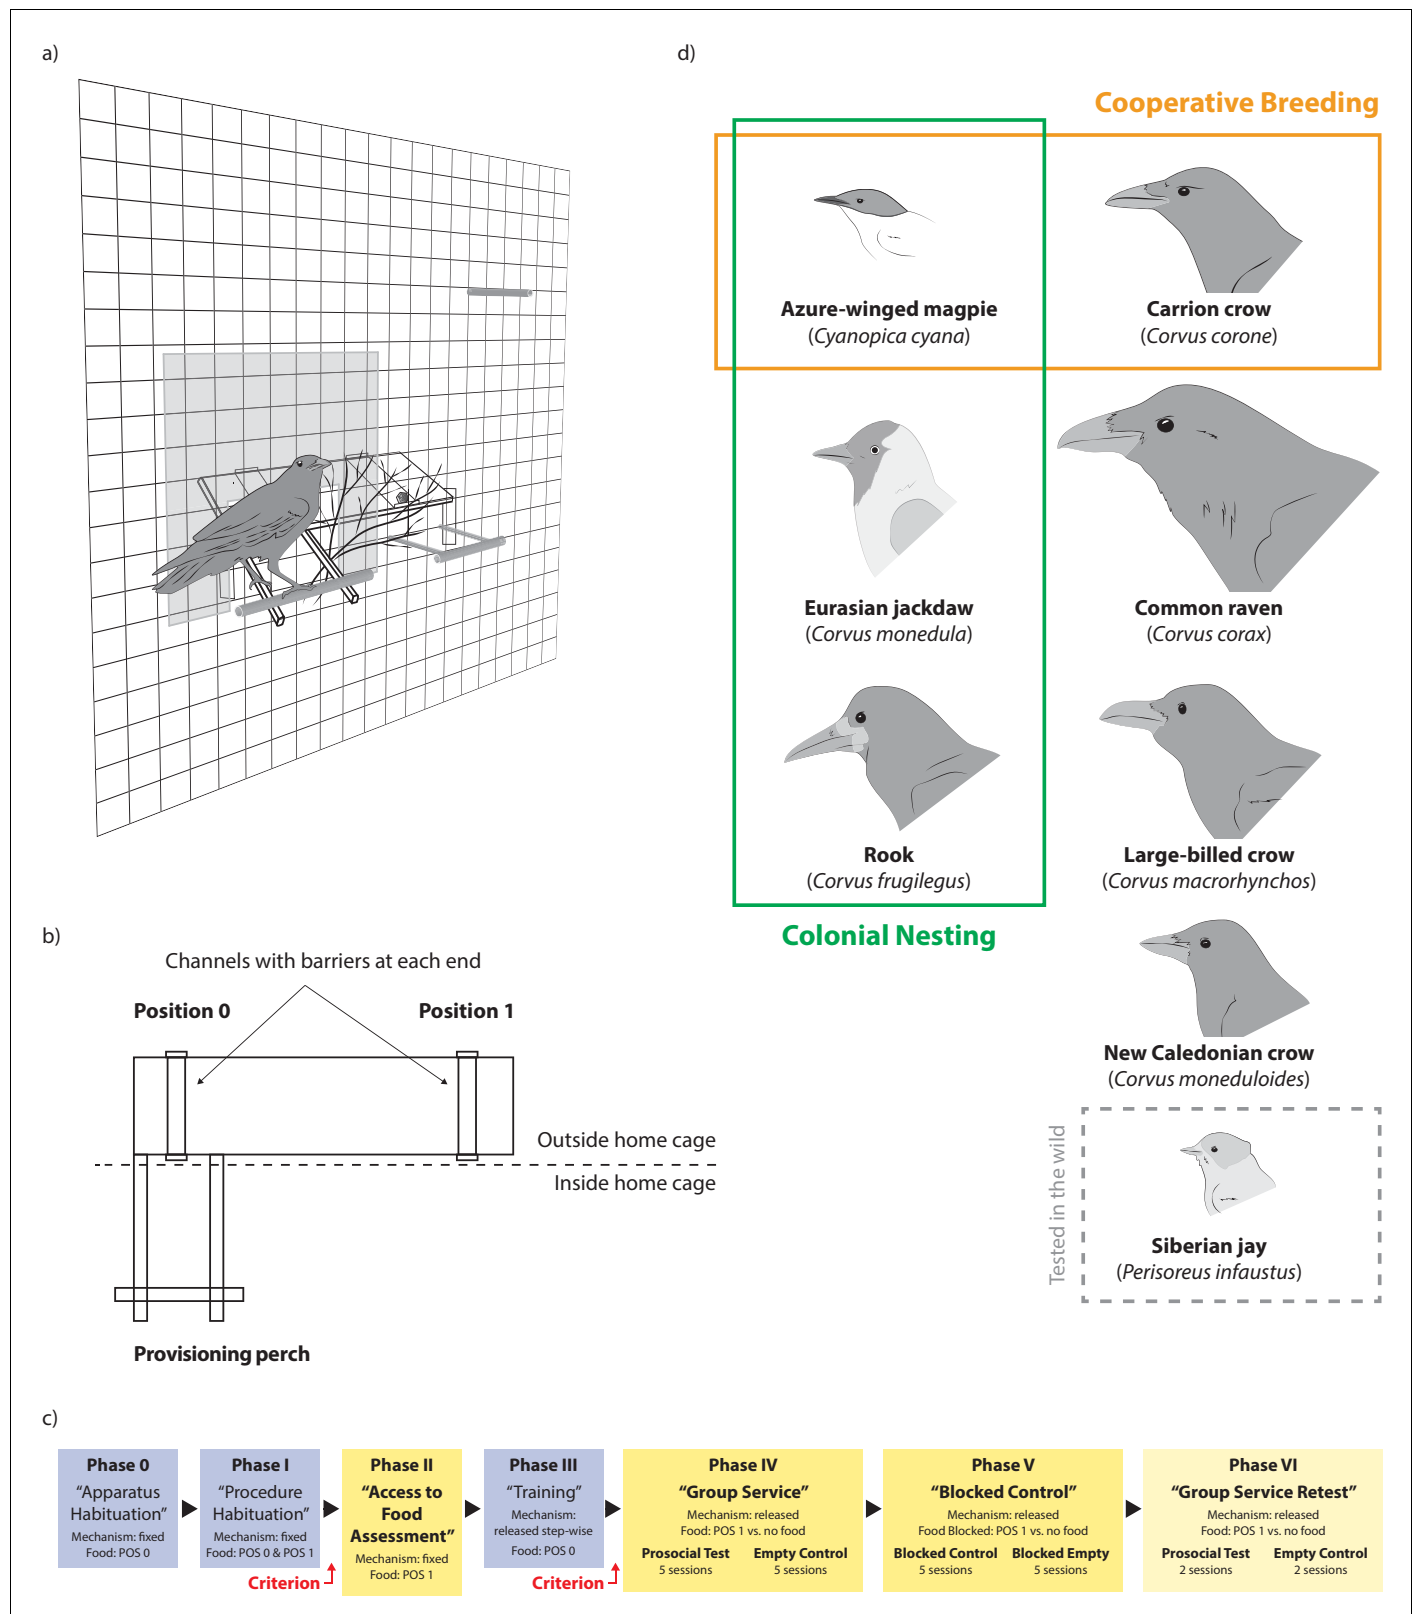 a)
d)
Cooperative Breeding
Azure-winged magpie
(Cyanopica cyana)
Carrion crow
(Corvus corone)
Eurasian jackdaw
(Corvus monedula)
Common raven
(Corvus corax)
Rook
(Corvus frugilegus)
Large-billed crow
(Corvus macrorhynchos)
Colonial Nesting
New Caledonian crow
(Corvus moneduloides)
Tested in the wild
Siberian jay
(Perisoreus infaustus)
b)
Channels with barriers at each end
Position 0
Position 1
Outside home cage
Inside home cage
Provisioning perch
c)
Phase 0
"Apparatus
Habituation"
Mechanism: fixed
Food: POS 0
Phase I
"Procedure
Habituation"
Mechanism: fixed
Food: POS 0 & POS 1
Criterion
Phase II
"Access to
Food
Assessment"
Mechanism: fixed
Food: POS 1
Phase III
"Training"
Mechanism:
released step-wise
Food: POS 0
Criterion
Phase IV
"Group Service"
Mechanism: released
Food: POS 1 vs. no food
Prosocial Test
5 sessions
Empty Control
5 sessions
Phase V
"Blocked Control"
Mechanism: released
Food Blocked: POS 1 vs. no food
Blocked Control
5 sessions
Blocked Empty
5 sessions
Phase VI
"Group Service Retest"
Mechanism: released
Food: POS 1 vs. no food
Prosocial Test
2 sessions
Empty Control
2 sessions